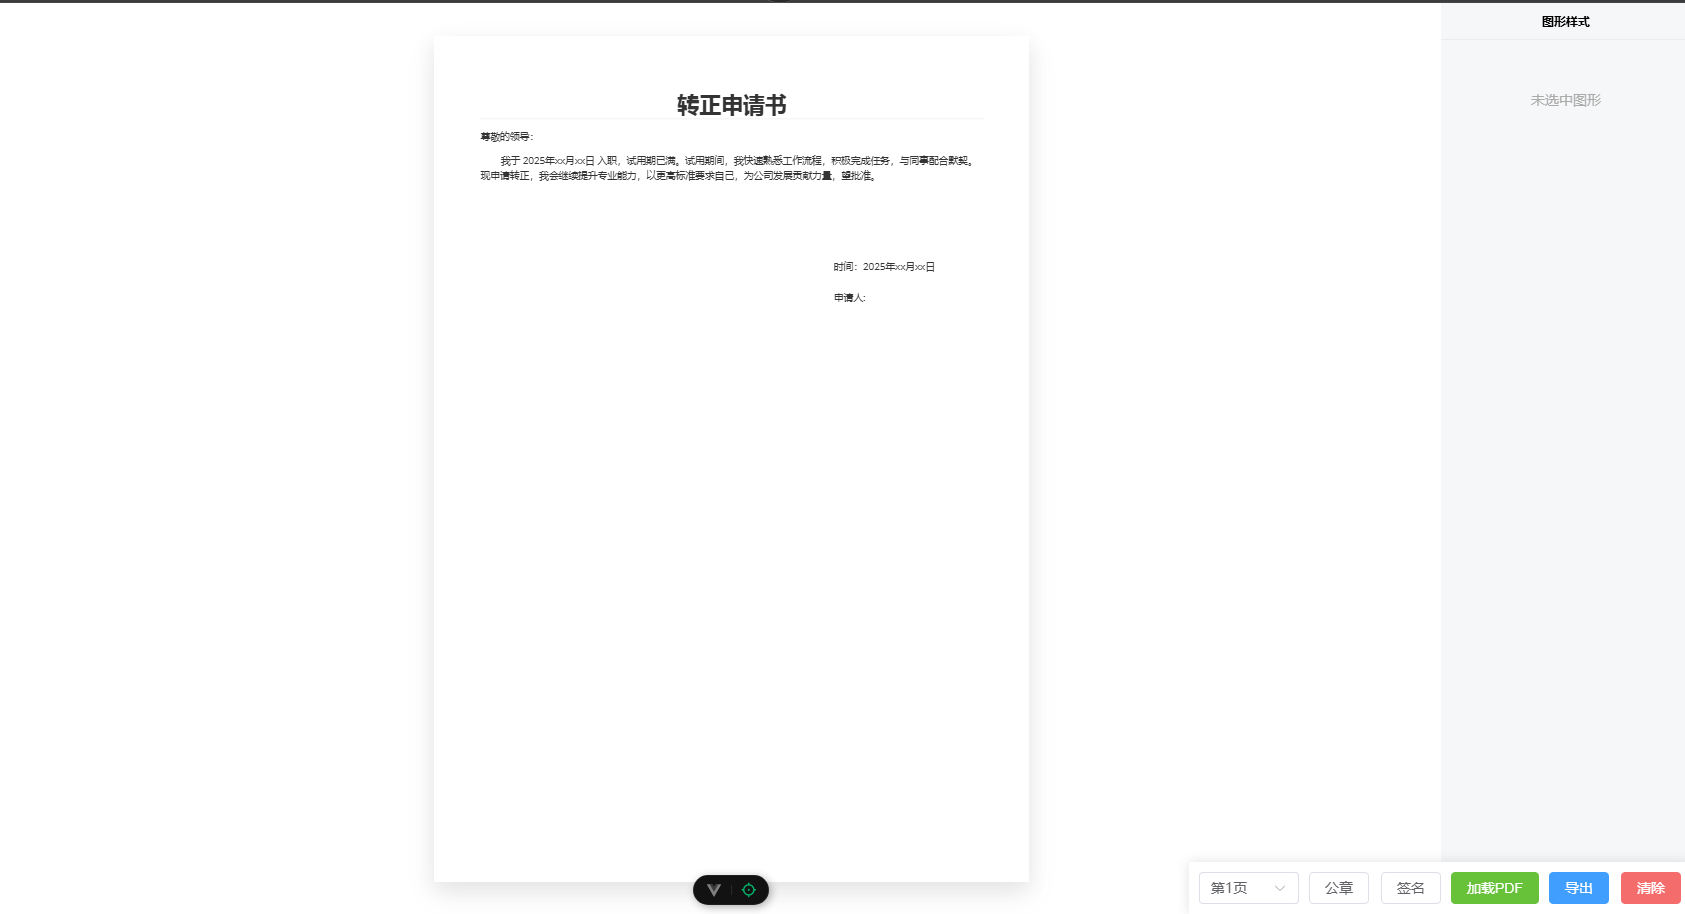 图形样式
未选中图形
转正申请书
尊敬的领导：
我于 2025年xx月xx日 入职，试用期已满。试用期间，我快速熟悉工作流程，积极完成任务，与同事配合默契。
现申请转正，我会继续提升专业能力，以更高标准要求自己，为公司发展贡献力量，望批准。
时间：2025年xx月xx日
申请人：
第1页 公章 签名 加载PDF 导出 清除